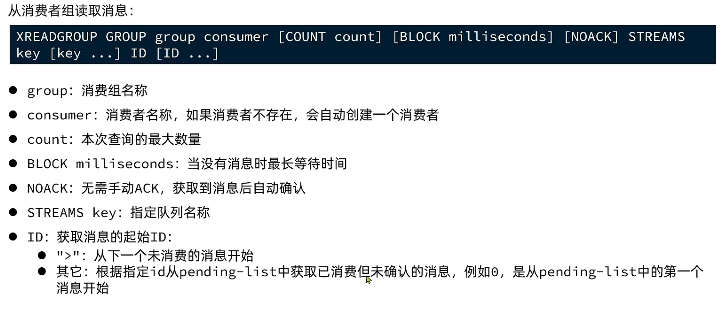 从消费者组读取消息：
XREADGROUP GROUP group consumer [COUNT count] [BLOCK milliseconds] [NOACK] STREAMS
key [key ...] ID [ID ...]
● group：消费组名称
● consumer：消费者名称，如果消费者不存在，会自动创建一个消费者
● count：本次查询的最大数量
● BLOCK milliseconds：当没有消息时最长等待时间
● NOACK：无需手动ACK，获取到消息后自动确认
● STREAMS key：指定队列名称
● ID：获取消息的起始ID：
● ">"：从下一个未消费的消息开始
● 其它：根据指定id从pending-list中获取已消费但未确认的消息，例如0，是从pending-list中的第一个
消息开始